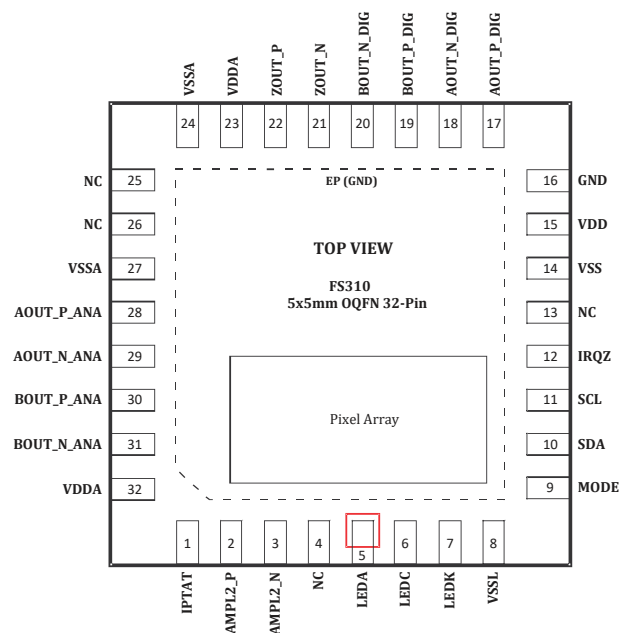 VSSA
VDDA
ZOUT_P
ZOUT_N
BOUT_N_DIG
BOUT_P_DIG
AOUT_N_DIG
AOUT_P_DIG
24 23 22 21 20 19 18 17
NC 25
NC 26
VSSA 27
AOUT_P_ANA 28
AOUT_N_ANA 29
BOUT_P_ANA 30
BOUT_N_ANA 31
VDDA 32
EP (GND)
TOP VIEW
FS310
5x5mm OQFN 32-Pin
Pixel Array
16 GND
15 VDD
14 VSS
13 NC
12 IRQZ
11 SCL
10 SDA
9 MODE
1 2 3 4 5 6 7 8
IPTAT
AMPL2_P
AMPL2_N
NC
LEDA
LEDC
LEDK
VSSL